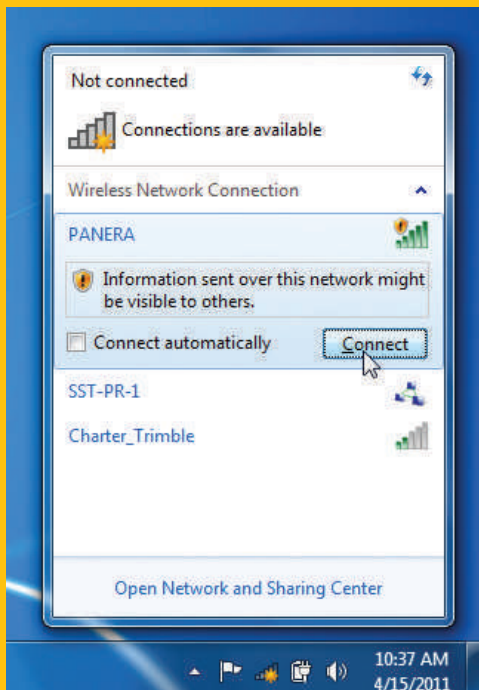 Not connected
Connections are available
Wireless Network Connection
PANERA
Information sent over this network might
be visible to others.
Connect automatically
Connect
SST-PR-1
Charter_Trimble
Open Network and Sharing Center
10:37 AM
4/15/2011